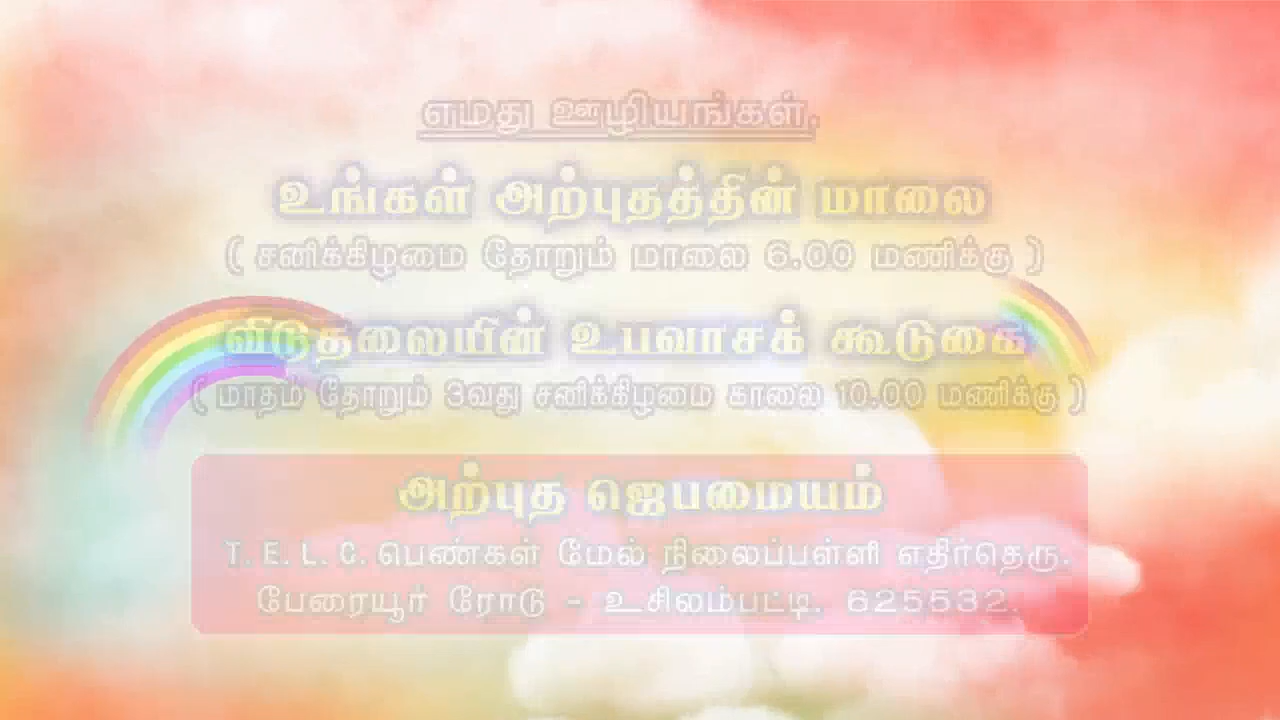 எமது ஊழியங்கள்,
உங்கள் அற்புதத்தின் மாலை
( சனிக்கிழமை தோறும் மாலை 6.00 மணிக்கு )
விடுதலையின் உபவாசக் கூடுகை
( மாதம் தோறும் 3வது சனிக்கிழமை காலை 10.00 மணிக்கு )
அற்புத ஜெபமையம்
T. E. L. C. பெண்கள் மேல் நிலைப்பள்ளி எதிர்தெரு.
பேரையூர் ரோடு - உசிலம்பட்டி. 625532.